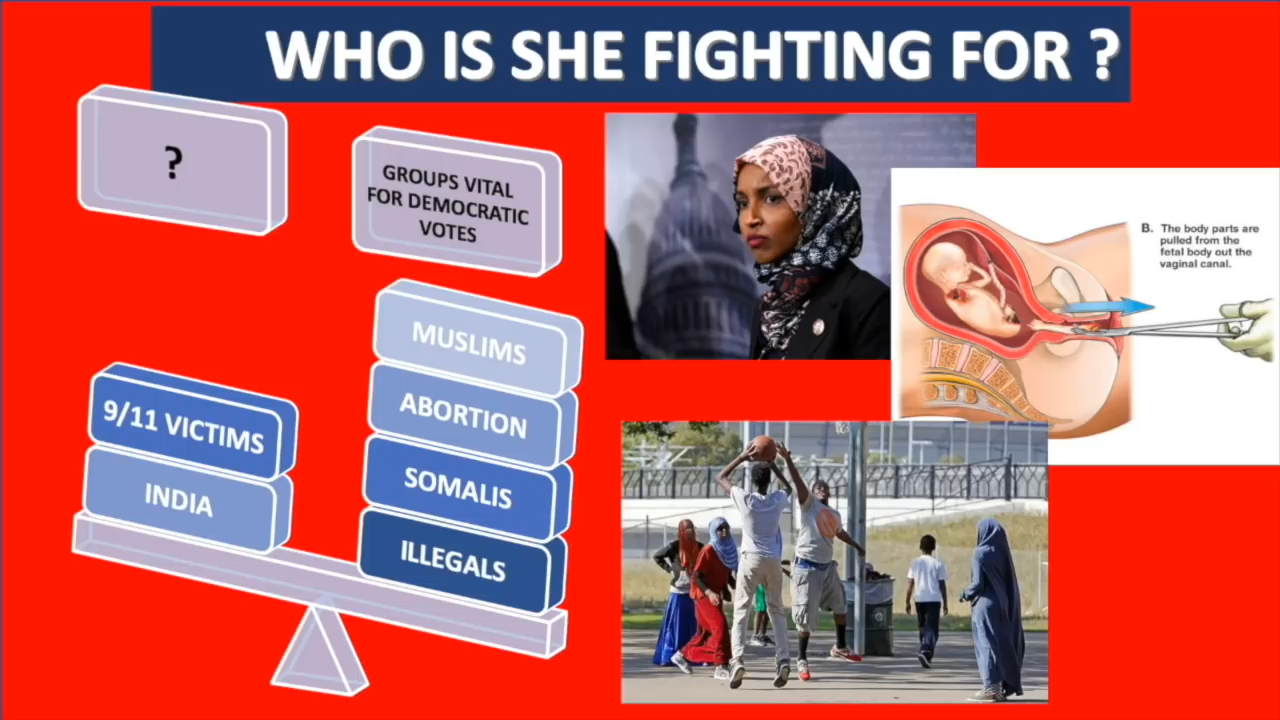 WHO IS SHE FIGHTING FOR ?
?
GROUPS VITAL
FOR DEMOCRATIC
VOTES
9/11 VICTIMS
INDIA
MUSLIMS
ABORTION
SOMALIS
ILLEGALS
B. The body parts are
pulled from the
fetal body out the
vaginal canal.